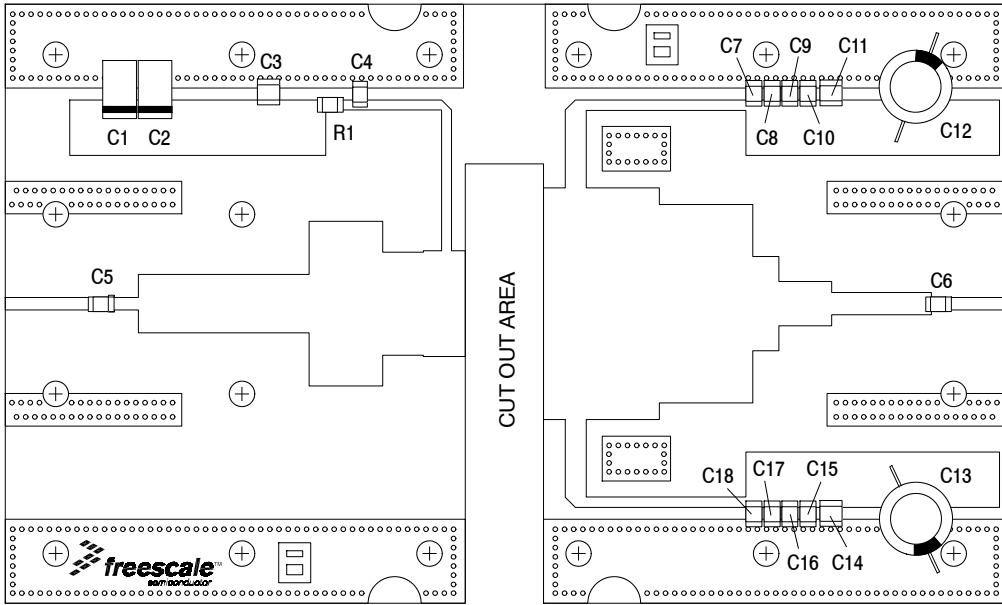 C3 C4
C7 C9 C11
C1 C2 R1
C8 C10 C12
C5
C6
CUT OUT AREA
C18 C17 C15 C13
C16 C14
freescale™
semiconductor